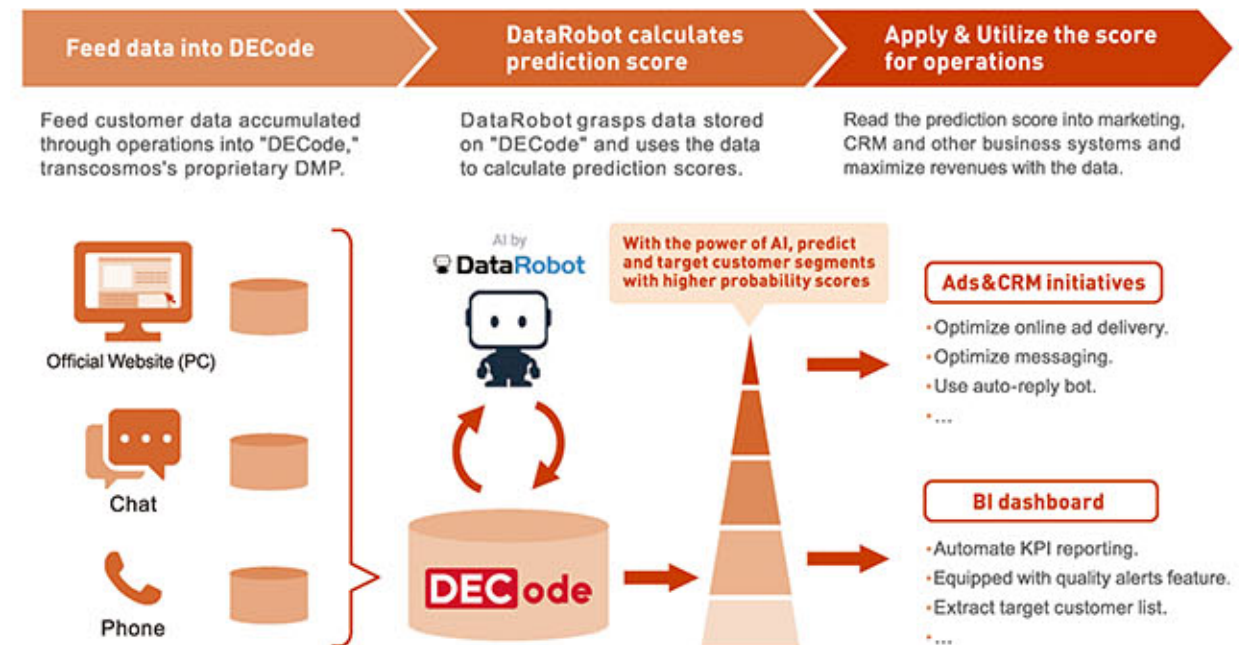 Feed data into DECode
DataRobot calculates
prediction score
Apply & Utilize the score
for operations
Feed customer data accumulated
through operations into "DECode,"
transcosmos's proprietary DMP.
DataRobot grasps data stored
on "DECode" and uses the data
to calculate prediction scores.
Read the prediction score into marketing,
CRM and other business systems and
maximize revenues with the data.
Official Website (PC)
Chat
Phone
AI by
DataRobot
DECode
With the power of AI, predict
and target customer segments
with higher probability scores
Ads&CRM initiatives
・Optimize online ad delivery.
・Optimize messaging.
・Use auto-reply bot.
・...
BI dashboard
・Automate KPI reporting.
・Equipped with quality alerts feature.
・Extract target customer list.
・...